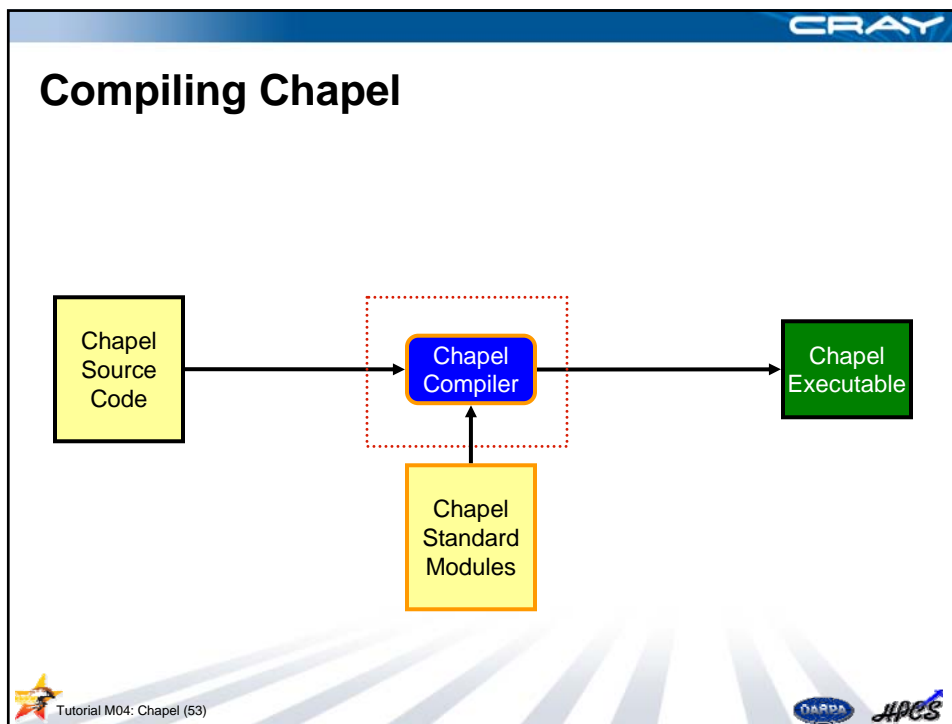 CRAY
Compiling Chapel
Chapel
Source
Code
Chapel
Compiler
Chapel
Executable
Chapel
Standard
Modules
Tutorial M04: Chapel (53)
DARPA
HPCS